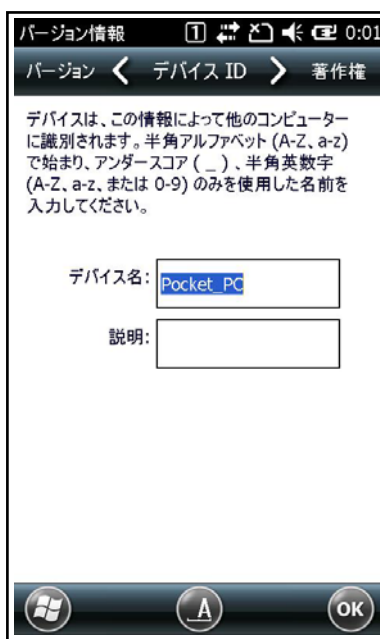 バージョン情報 1 0:01
バージョン デバイス ID 著作権
デバイスは、この情報によって他のコンピューター
に識別されます。半角アルファベット (A-Z、a-z)
で始まり、アンダースコア ( _ ) 、半角英数字
(A-Z、a-z、または 0-9) のみを使用した名前を
入力してください。
デバイス名: Pocket_PC
説明:
A OK